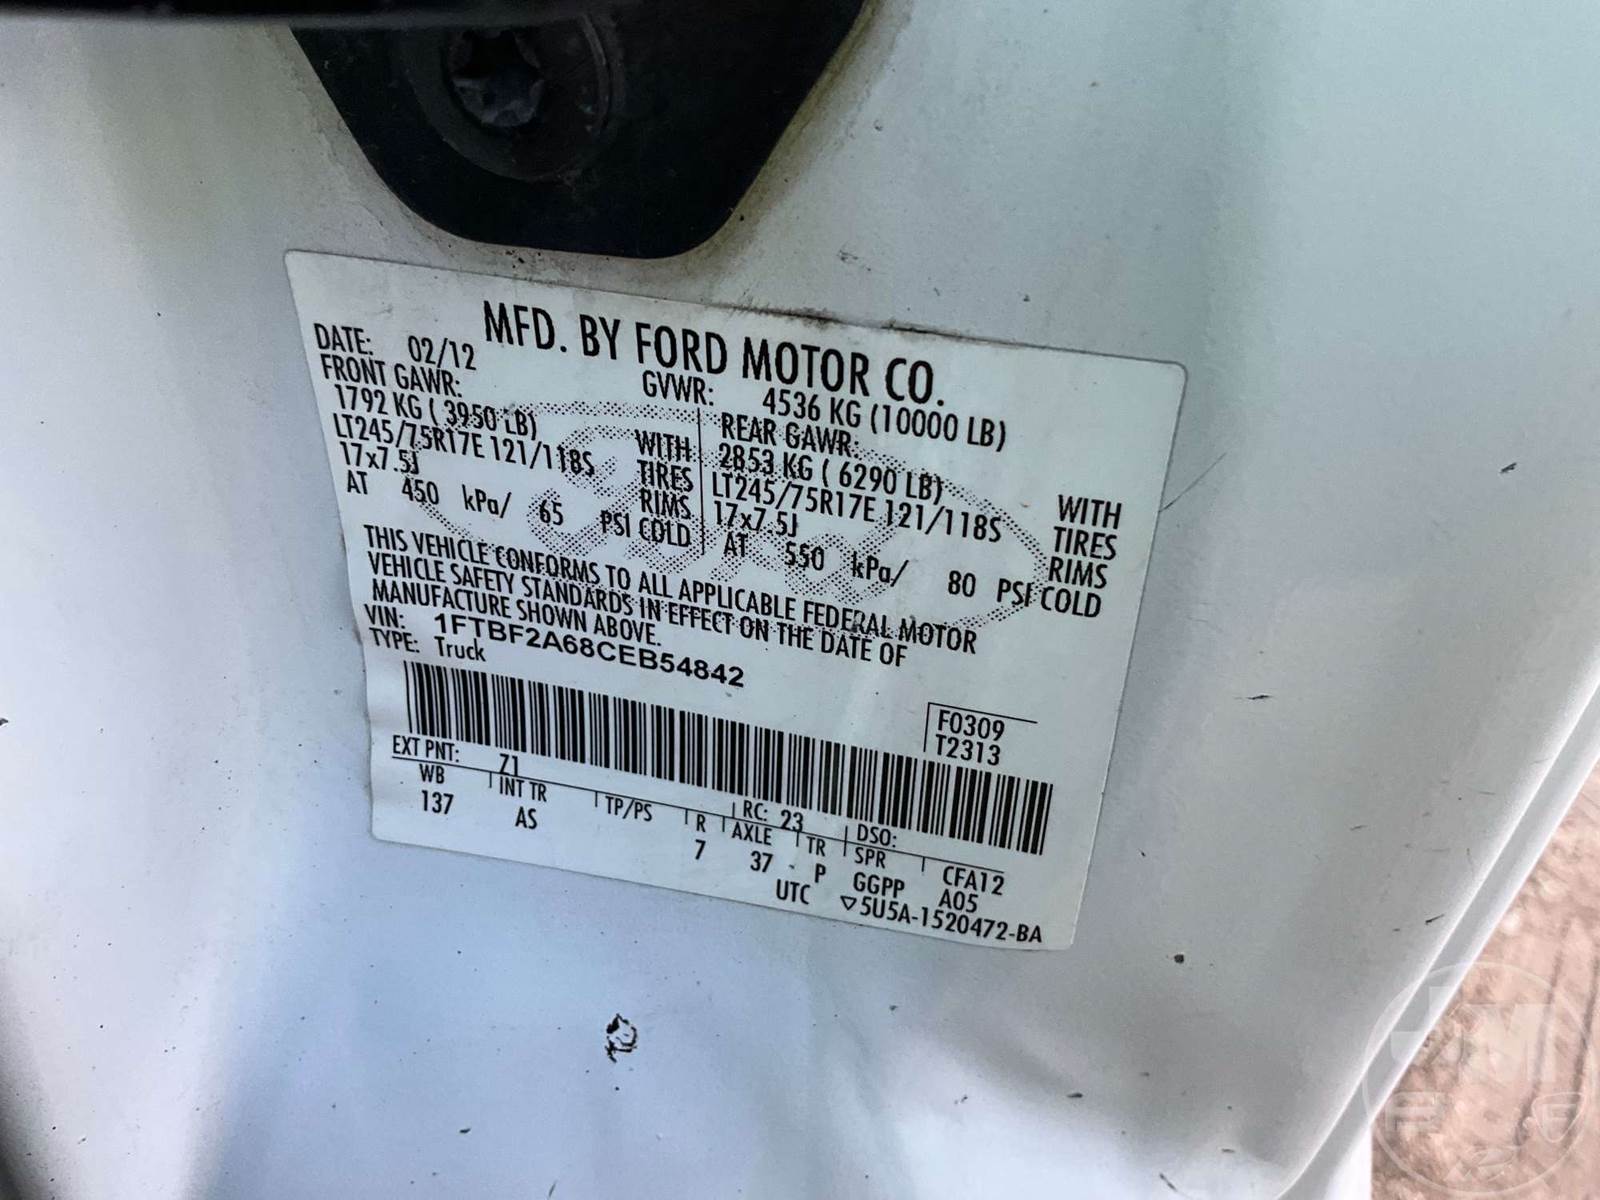 MFD. BY FORD MOTOR CO.
DATE: 02/12 GVWR: 4536 KG (10000 LB)
FRONT GAWR: REAR GAWR:
1792 KG ( 3950 LB) WITH 2853 KG ( 6290 LB) WITH
LT245/75R17E 121/118S TIRES LT245/75R17E 121/118S TIRES
17x7.5J RIMS 17x7.5J RIMS
AT 450 kPa/ 65 PSI COLD AT 550 kPa/ 80 PSI COLD
THIS VEHICLE CONFORMS TO ALL APPLICABLE FEDERAL MOTOR
VEHICLE SAFETY STANDARDS IN EFFECT ON THE DATE OF
MANUFACTURE SHOWN ABOVE.
VIN: 1FTBF2A68CEB54842
TYPE: Truck
F0309
T2313
EXT PNT: Z1 RC: 23 DSO:
WB INT TR TP/PS R AXLE TR SPR CFA12
137 AS 7 37 P GGPP A05
UTC ▽5U5A-1520472-BA
JM